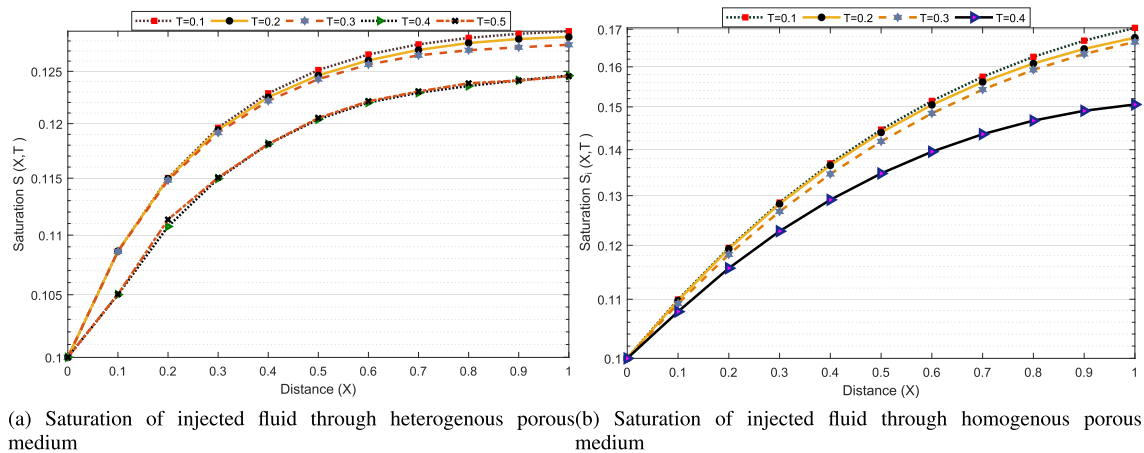 T=0.1 T=0.2 T=0.3 T=0.4 T=0.5
Saturation S (X,T)
0.125
0.12
0.115
0.11
0.105
0.1
0 0.1 0.2 0.3 0.4 0.5 0.6 0.7 0.8 0.9 1
Distance (X)
(a) Saturation of injected fluid through heterogenous porous
medium
T=0.1 T=0.2 T=0.3 T=0.4
Saturation Si (X,T )
0.17
0.16
0.15
0.14
0.13
0.12
0.11
0.1
0 0.1 0.2 0.3 0.4 0.5 0.6 0.7 0.8 0.9 1
Distance (X)
(b) Saturation of injected fluid through homogenous porous
medium